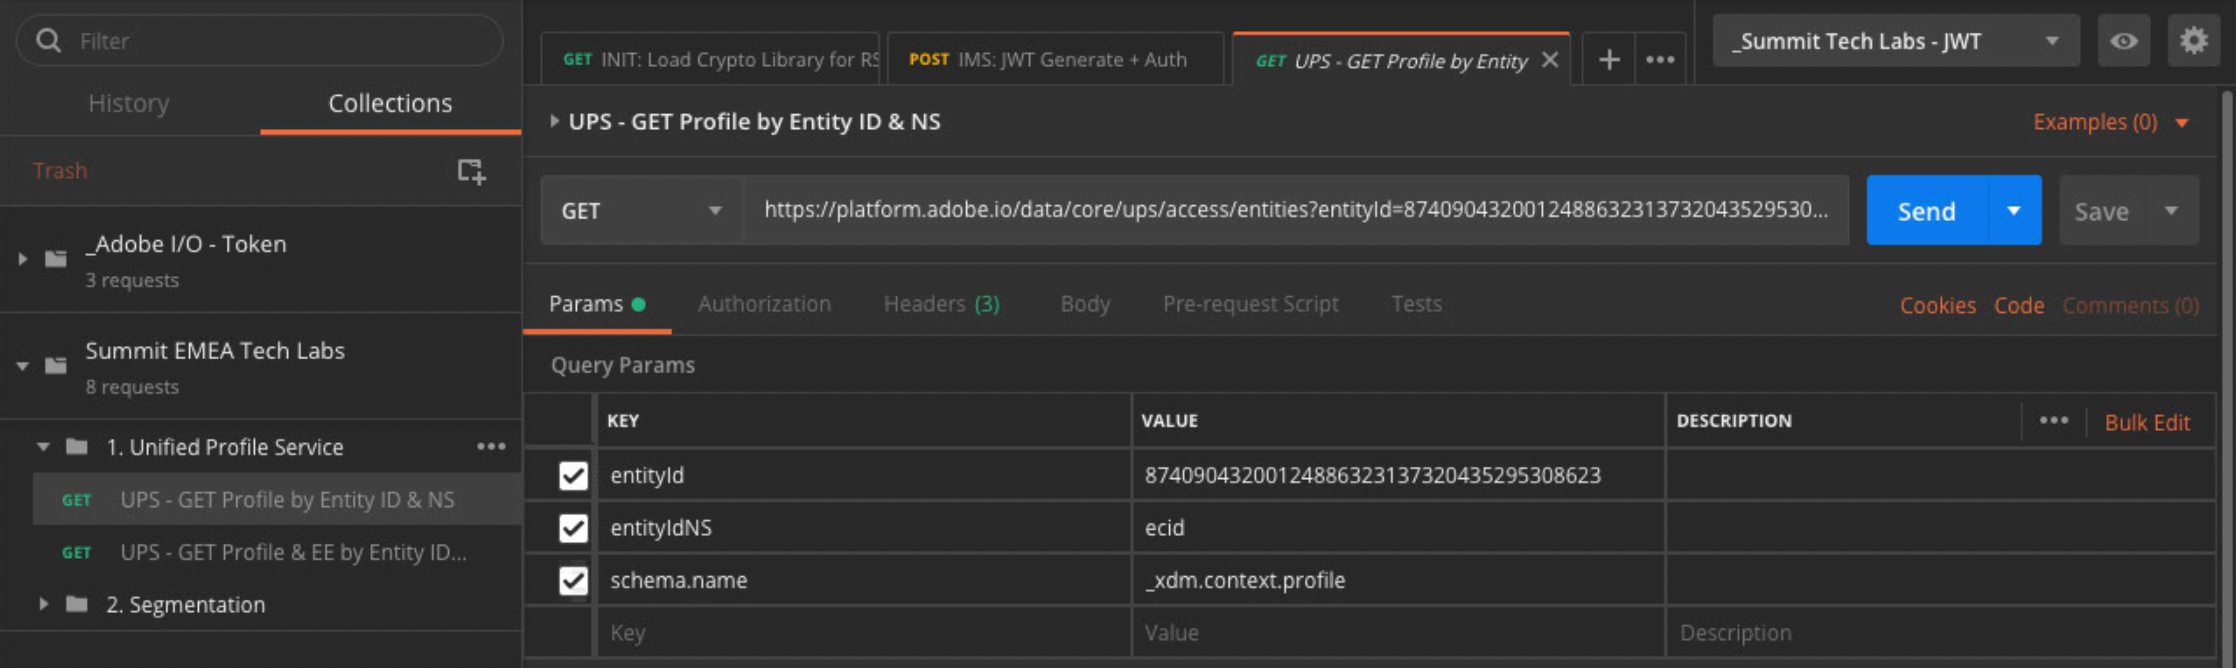 Filter
History
Collections
Trash
_Adobe I/O - Token
3 requests
Summit EMEA Tech Labs
8 requests
1. Unified Profile Service
GET UPS - GET Profile by Entity ID & NS
GET UPS - GET Profile & EE by Entity ID...
2. Segmentation
GET INIT: Load Crypto Library for RS
POST IMS: JWT Generate + Auth
GET UPS - GET Profile by Entity
_Summit Tech Labs - JWT
UPS - GET Profile by Entity ID & NS
Examples (0)
GET
https://platform.adobe.io/data/core/ups/access/entities?entityId=87409043200124886323137320435295308...
Send
Save
Params
Authorization
Headers (3)
Body
Pre-request Script
Tests
Cookies
Code
Comments (0)
Query Params
KEY
VALUE
DESCRIPTION
Bulk Edit
entityId
87409043200124886323137320435295308623
entityIdNS
ecid
schema.name
_xdm.context.profile
Key
Value
Description